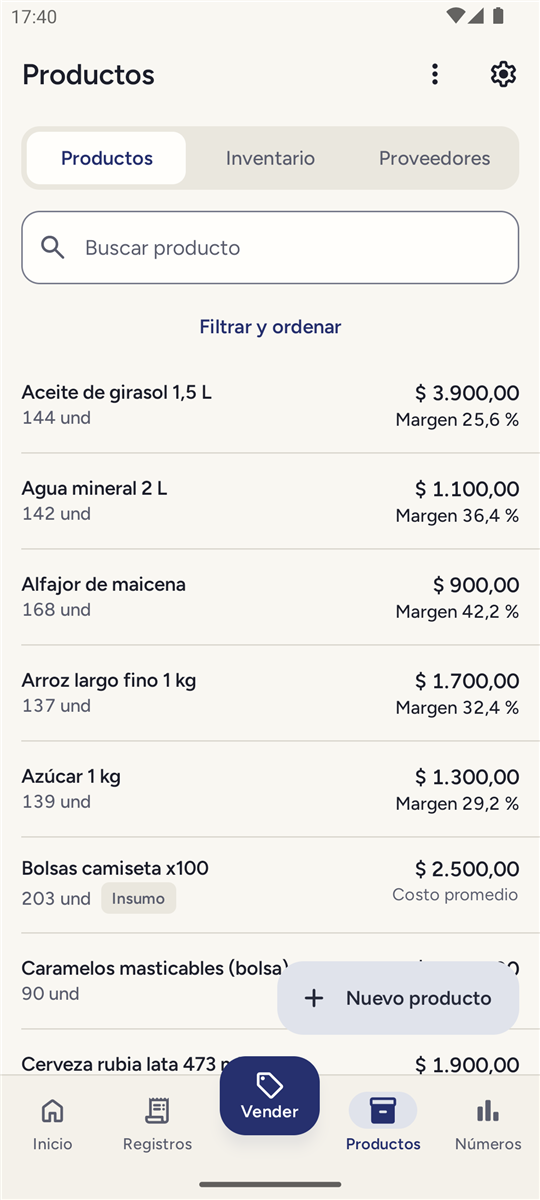 17:40
Productos
Productos Inventario Proveedores
Buscar producto
Filtrar y ordenar
Aceite de girasol 1,5 L $ 3.900,00
144 und Margen 25,6 %
Agua mineral 2 L $ 1.100,00
142 und Margen 36,4 %
Alfajor de maicena $ 900,00
168 und Margen 42,2 %
Arroz largo fino 1 kg $ 1.700,00
137 und Margen 32,4 %
Azúcar 1 kg $ 1.300,00
139 und Margen 29,2 %
Bolsas camiseta x100 $ 2.500,00
203 und Insumo Costo promedio
Caramelos masticables (bolsa)
90 und
Nuevo producto
Cerveza rubia lata 473 $ 1.900,00
Vender
Inicio Registros Productos Números